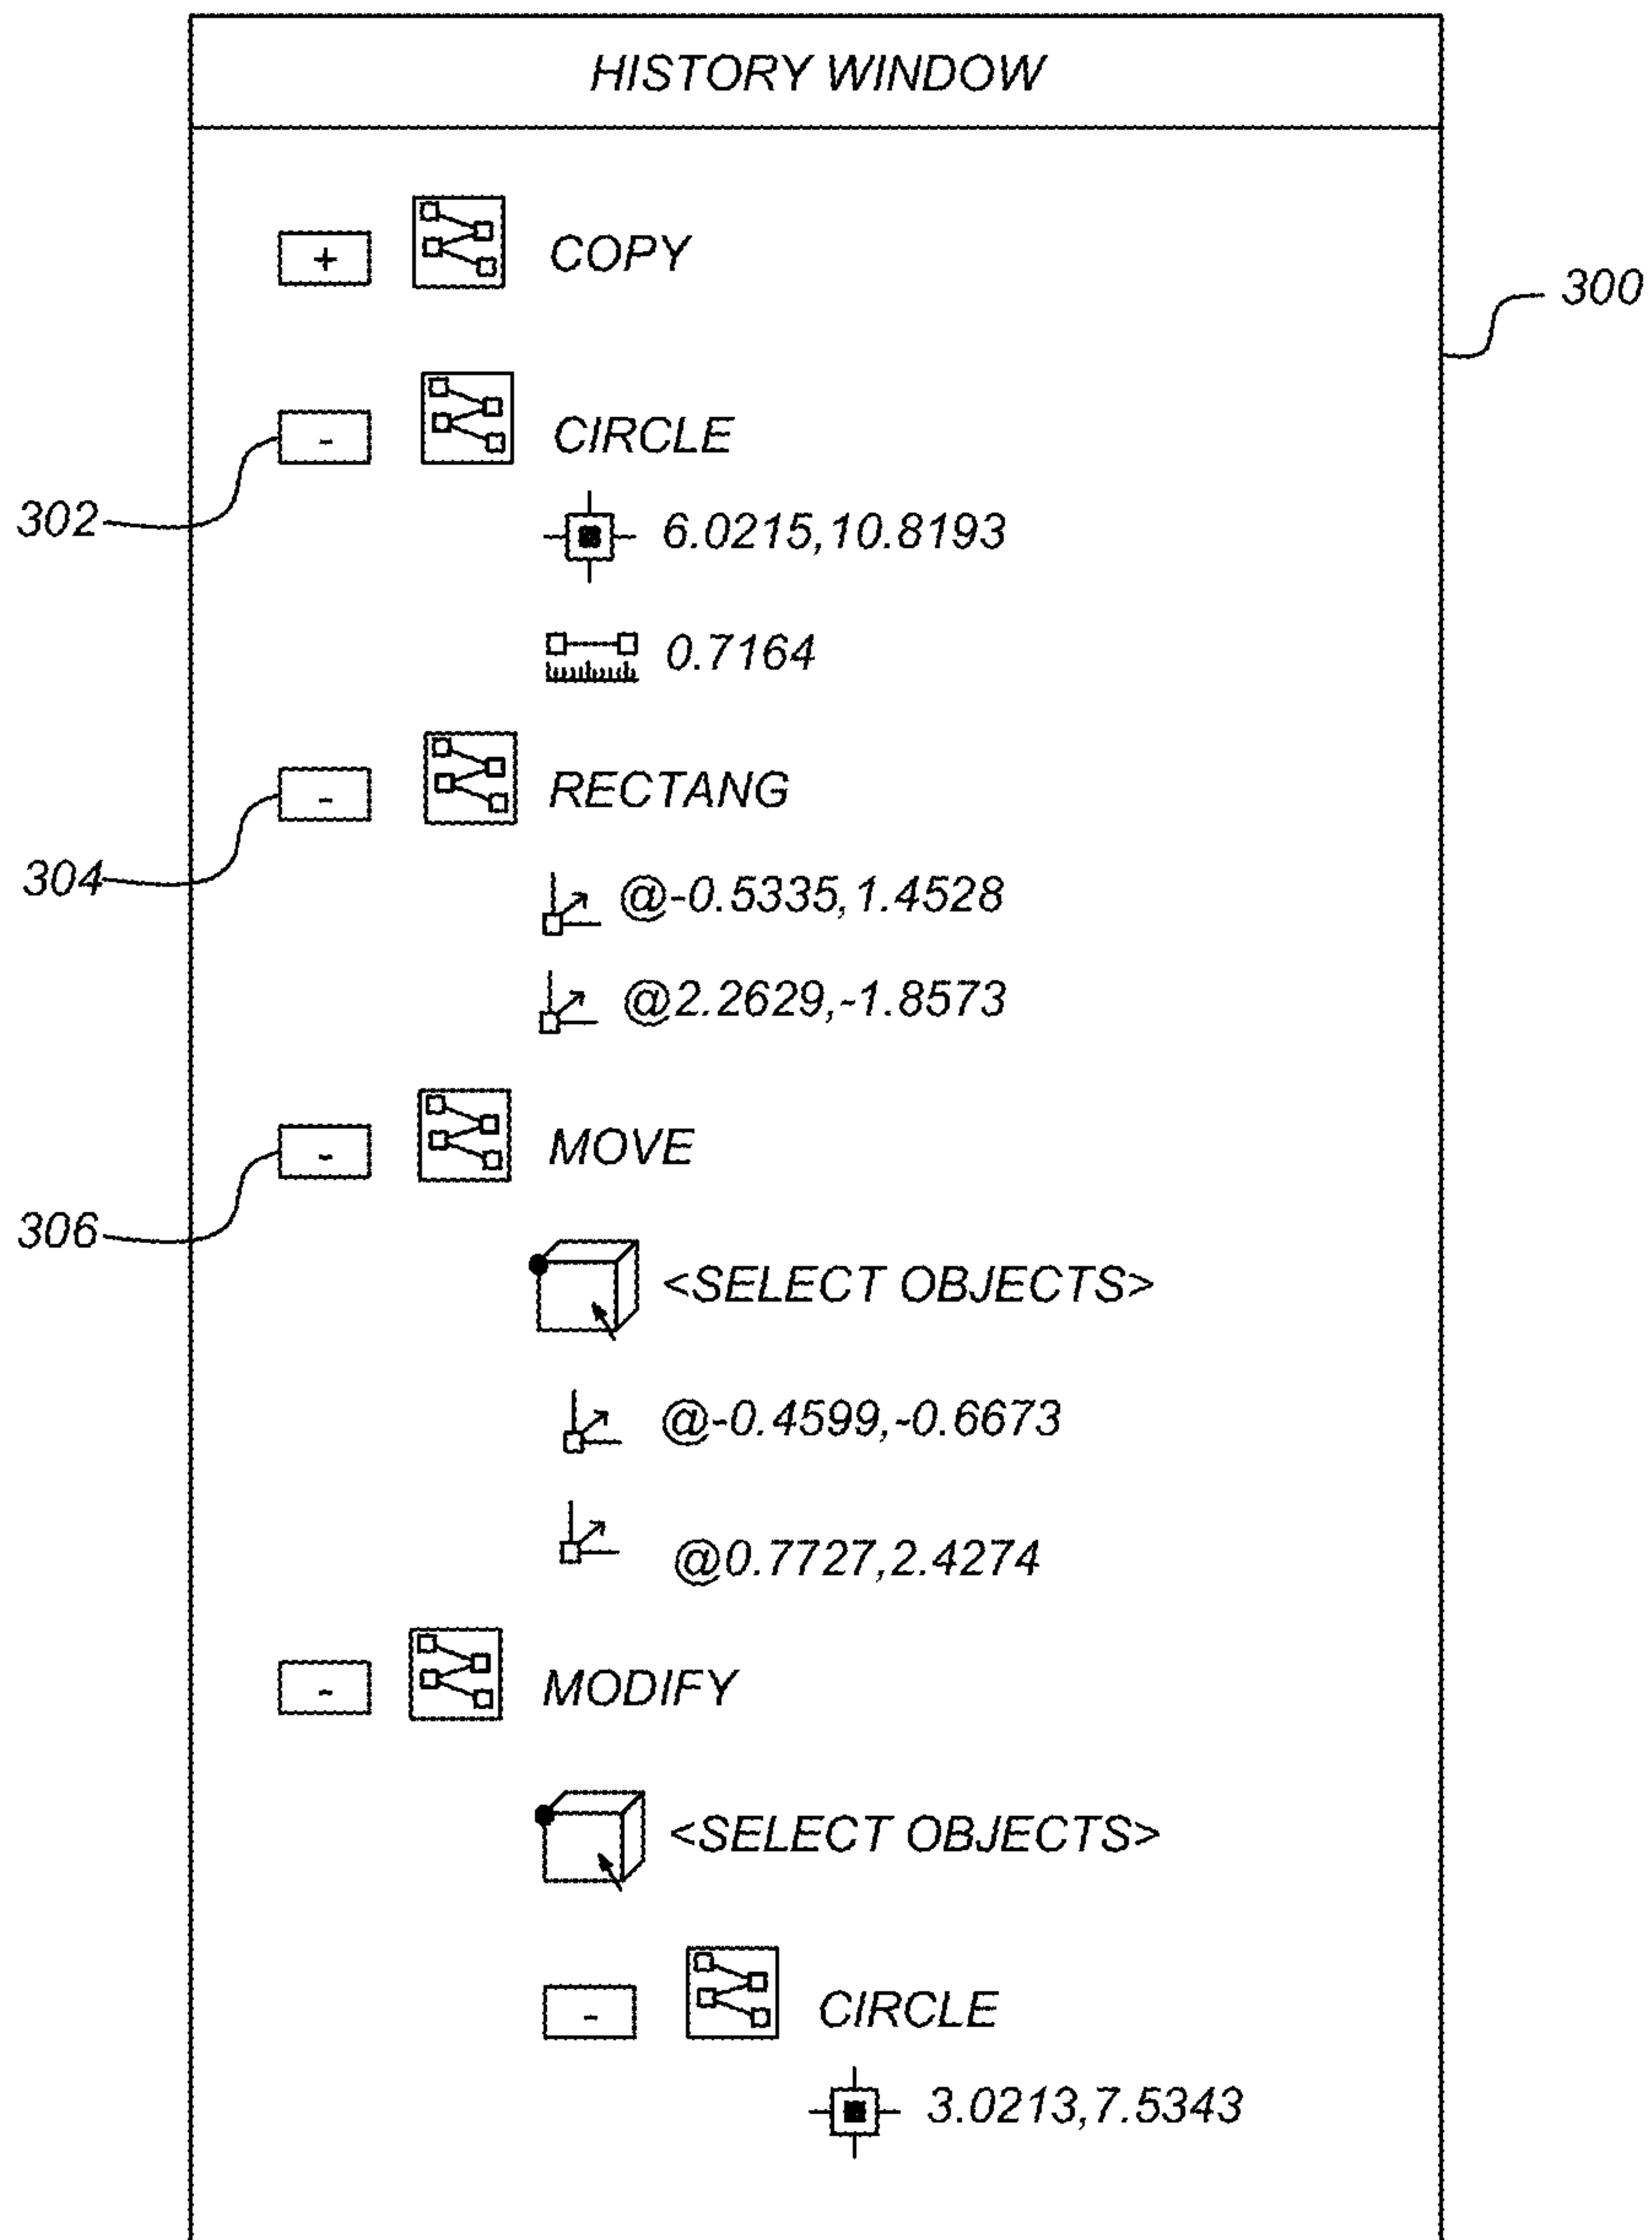 HISTORY WINDOW
+ COPY
300
- CIRCLE
302
6.0215,10.8193
0.7164
- RECTANG
304
@-0.5335,1.4528
@2.2629,-1.8573
- MOVE
306
<SELECT OBJECTS>
@-0.4599,-0.6673
@0.7727,2.4274
- MODIFY
<SELECT OBJECTS>
- CIRCLE
3.0213,7.5343